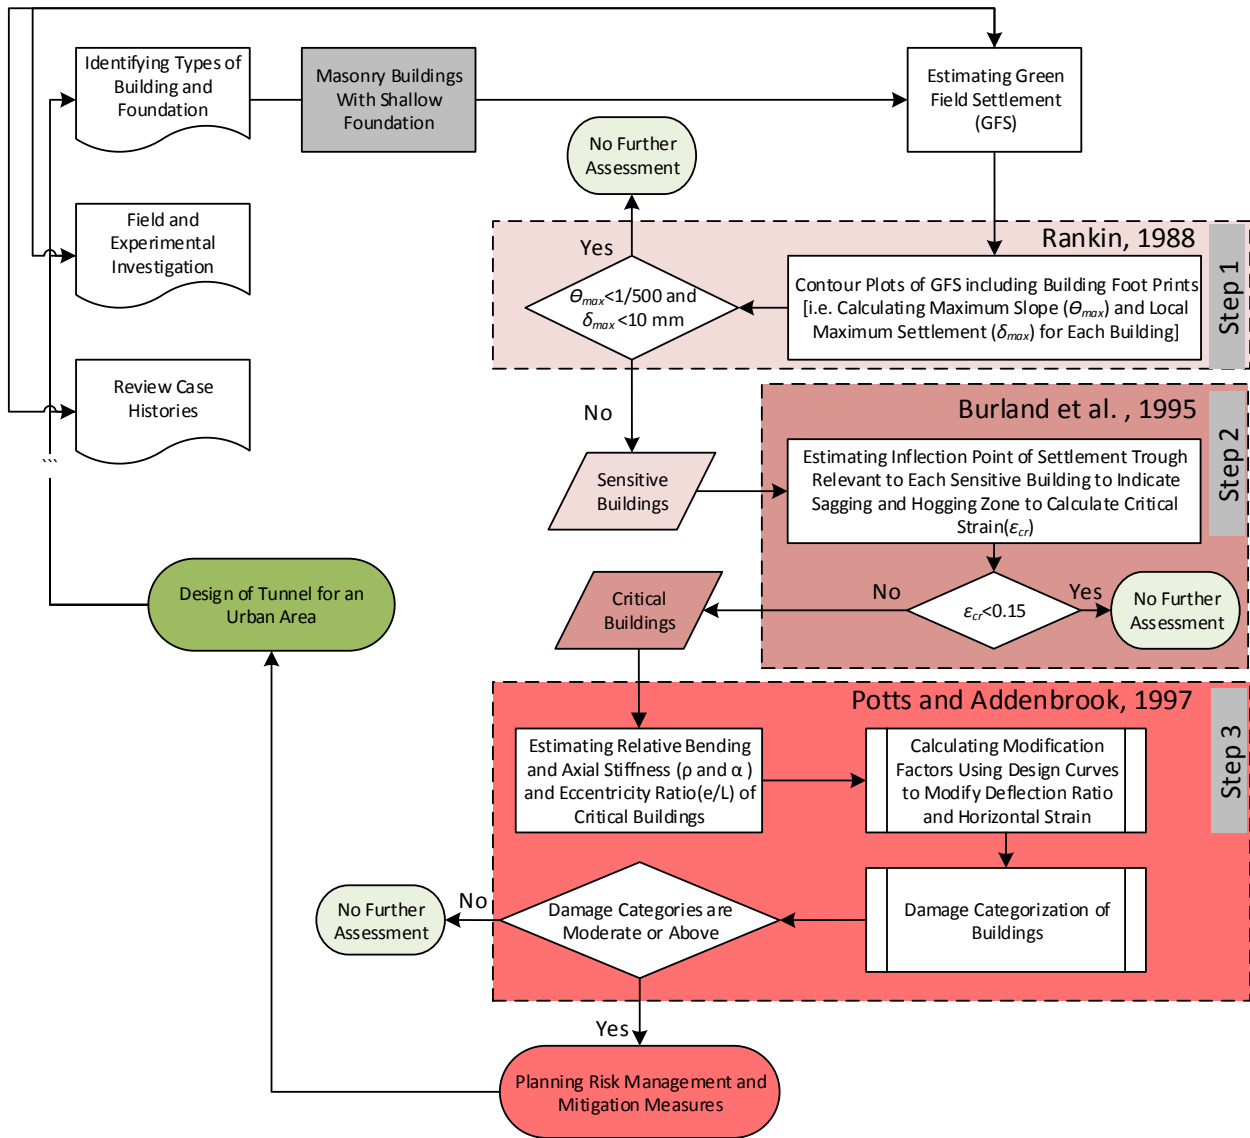 Identifying Types of
Building and
Foundation
Masonry Buildings
With Shallow
Foundation
Estimating Green
Field Settlement
(GFS)
No Further
Assessment
Field and
Experimental
Investigation
Yes
Rankin, 1988
Step 1
θmax<1/500 and
δmax <10 mm
Contour Plots of GFS including Building Foot Prints
[i.e. Calculating Maximum Slope (θmax) and Local
Maximum Settlement (δmax) for Each Building]
Review Case
Histories
No
Burland et al. , 1995
Step 2
Sensitive
Buildings
Estimating Inflection Point of Settlement Trough
Relevant to Each Sensitive Building to Indicate
Sagging and Hogging Zone to Calculate Critical
Strain(εcr)
Design of Tunnel for an
Urban Area
Critical
Buildings
No
εcr<0.15
Yes
No Further
Assessment
Potts and Addenbrook, 1997
Step 3
Estimating Relative Bending
and Axial Stiffness (ρ and α )
and Eccentricity Ratio(e/L) of
Critical Buildings
Calculating Modification
Factors Using Design Curves
to Modify Deflection Ratio
and Horizontal Strain
No Further
Assessment
No
Damage Categories are
Moderate or Above
Damage Categorization of
Buildings
Yes
Planning Risk Management and
Mitigation Measures